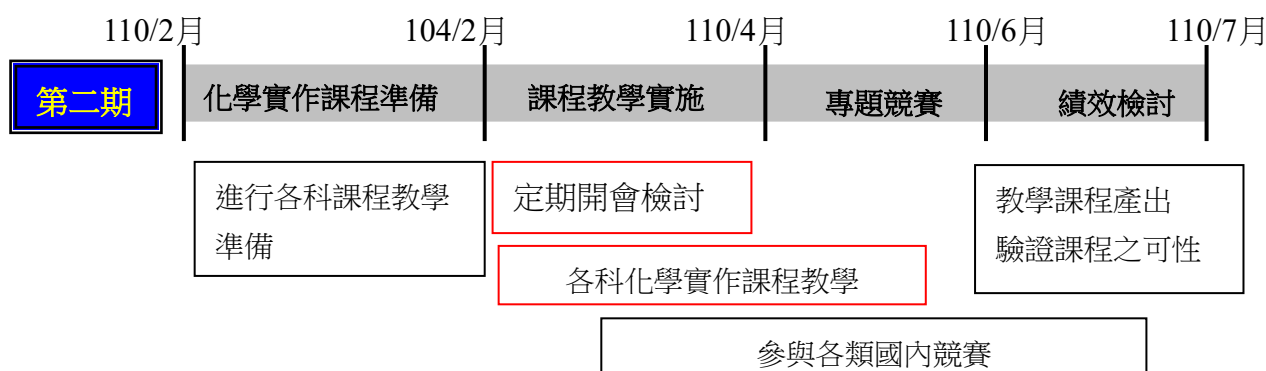 110/2月 104/2月 110/4月 110/6月 110/7月
第二期 化學實作課程準備 課程教學實施 專題競賽 績效檢討
進行各科課程教學
準備
定期開會檢討
各科化學實作課程教學
教學課程產出
驗證課程之可性
參與各類國內競賽